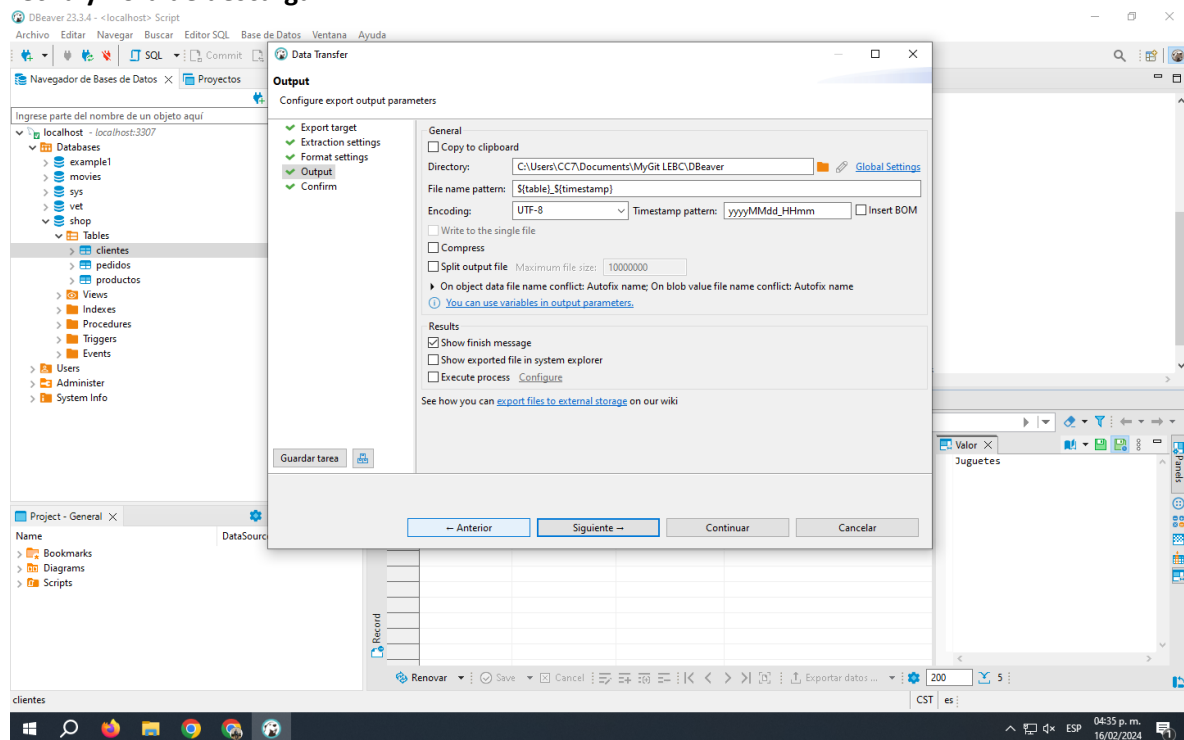 DBeaver 23.3.4 - <localhost> Script
Archivo Editar Navegar Buscar Editor SQL Base de Datos Ventana Ayuda
SQL Commit
Navegador de Bases de Datos Proyectos
Ingrese parte del nombre de un objeto aquí
localhost - localhost:3307
Databases
example1
movies
sys
vet
shop
Tables
clientes
pedidos
productos
Views
Indexes
Procedures
Triggers
Events
Users
Administer
System Info
Project - General
Name DataSourc
Bookmarks
Diagrams
Scripts
Data Transfer
Output
Configure export output parameters
Export target
Extraction settings
Format settings
Output
Confirm
General
Copy to clipboard
Directory: C:\Users\CC7\Documents\MyGit LEBC\DBeaver Global Settings
File name pattern: ${table}_${timestamp}
Encoding: UTF-8 Timestamp pattern: yyyyMMdd_HHmm Insert BOM
Write to the single file
Compress
Split output file Maximum file size: 10000000
On object data file name conflict: Autofix name; On blob value file name conflict: Autofix name
You can use variables in output parameters.
Results
Show finish message
Show exported file in system explorer
Execute process Configure
See how you can export files to external storage on our wiki
Guardar tarea
← Anterior Siguiente → Continuar Cancelar
Valor
Juguetes
Panels
Record
Renovar Save Cancel Exportar datos ... 200 5
clientes CST es
ESP 04:35 p. m.
16/02/2024